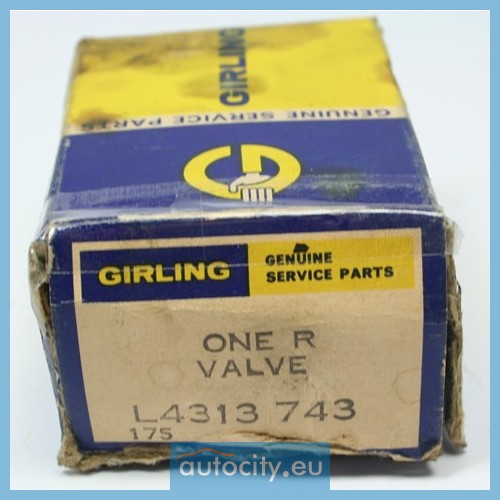 GIRLING
GENUINE SERVICE PARTS
GIRLING
GENUINE
SERVICE PARTS
ONE R
VALVE
L4313 743
175
autocity.eu